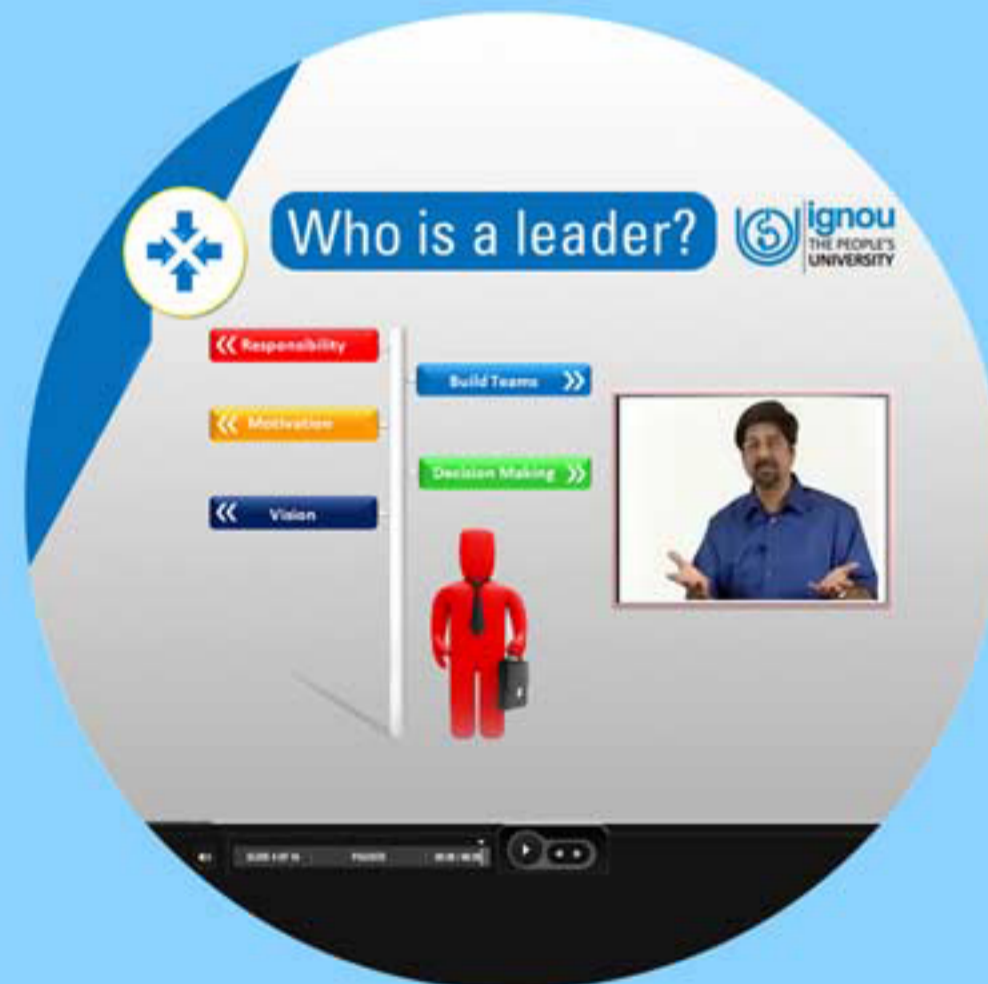 Who is a leader?
ignou
THE PEOPLE'S
UNIVERSITY
Responsibility
Build Teams
Motivation
Decision Making
Vision